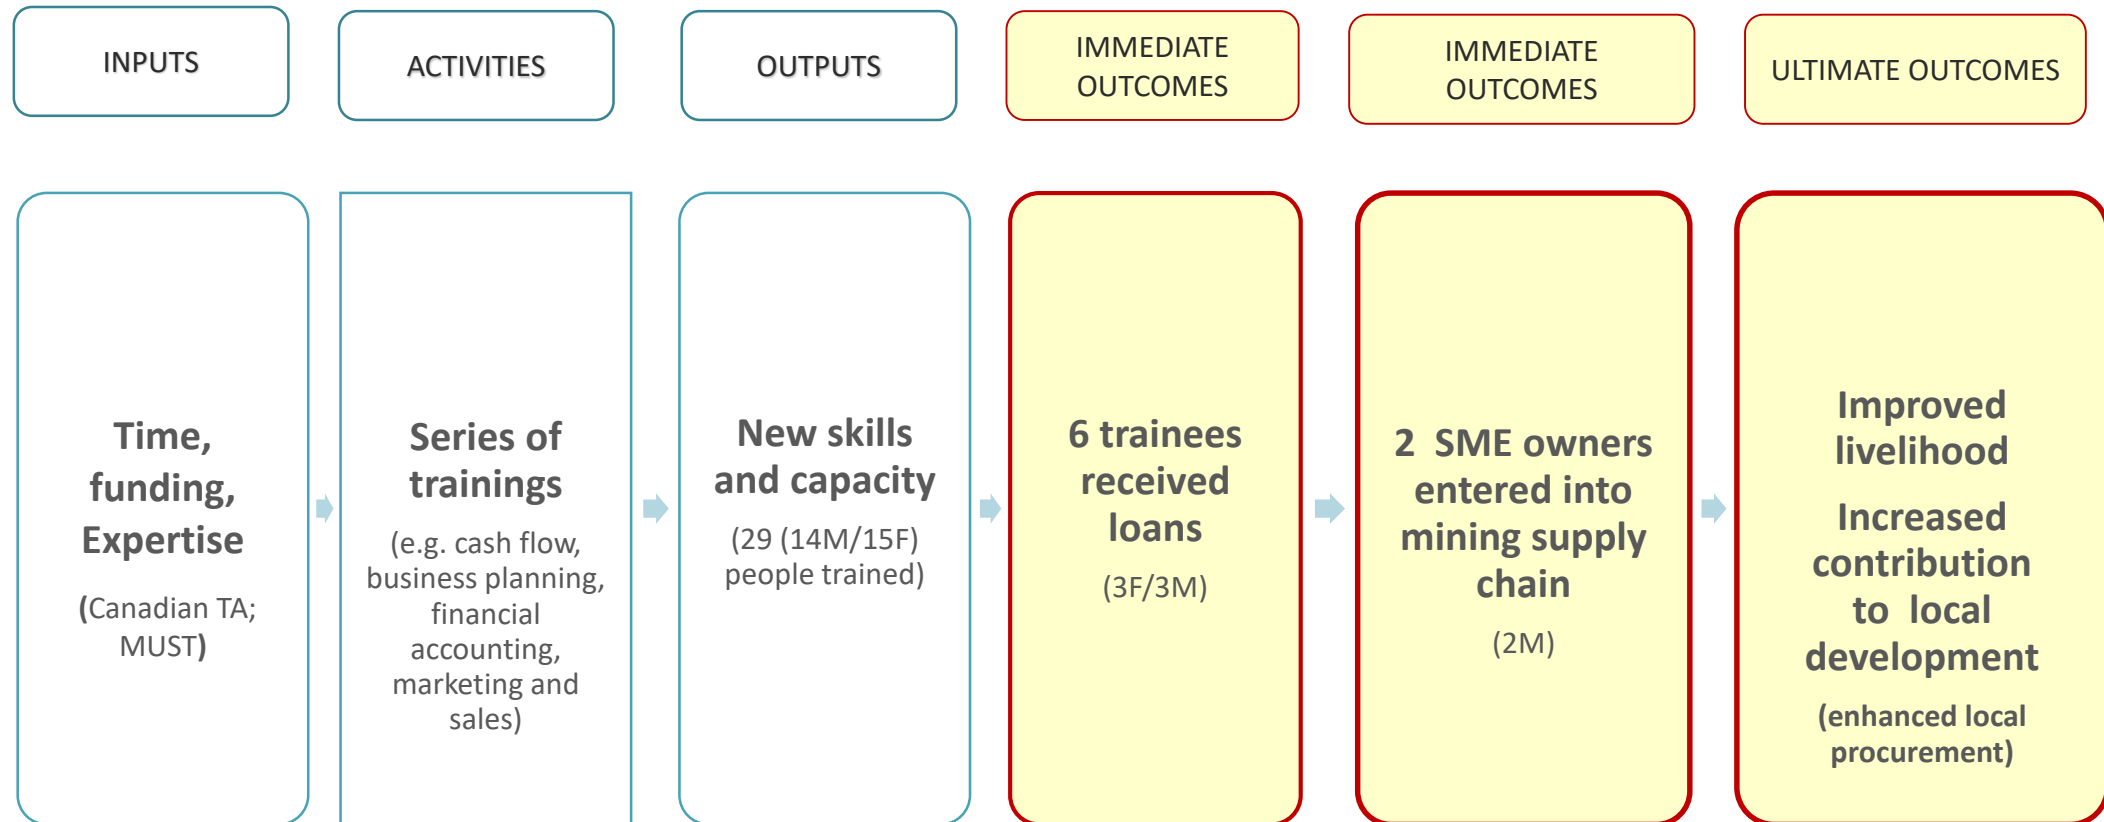 INPUTS
ACTIVITIES
OUTPUTS
IMMEDIATE
OUTCOMES
IMMEDIATE
OUTCOMES
ULTIMATE OUTCOMES
Time,
funding,
Expertise
(Canadian TA;
MUST)
Series of
trainings
(e.g. cash flow,
business planning,
financial
accounting,
marketing and
sales)
New skills
and capacity
(29 (14M/15F)
people trained)
6 trainees
received
loans
(3F/3M)
2 SME owners
entered into
mining supply
chain
(2M)
Improved
livelihood
Increased
contribution
to local
development
(enhanced local
procurement)